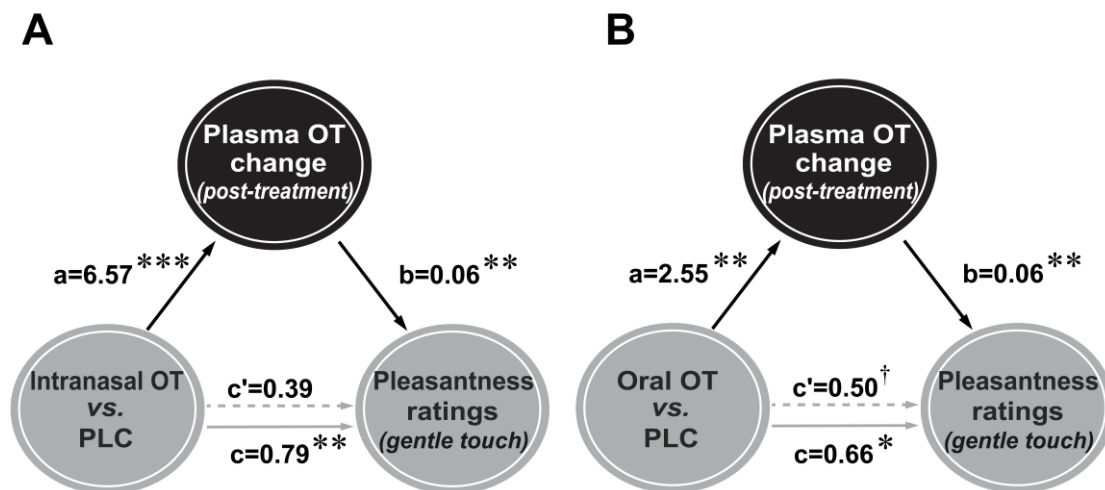 A
Plasma OT
change
(post-treatment)
a=6.57***
b=0.06**
Intranasal OT
vs.
PLC
c'=0.39
c=0.79**
Pleasantness
ratings
(gentle touch)
B
Plasma OT
change
(post-treatment)
a=2.55**
b=0.06**
Oral OT
vs.
PLC
c'=0.50†
c=0.66*
Pleasantness
ratings
(gentle touch)